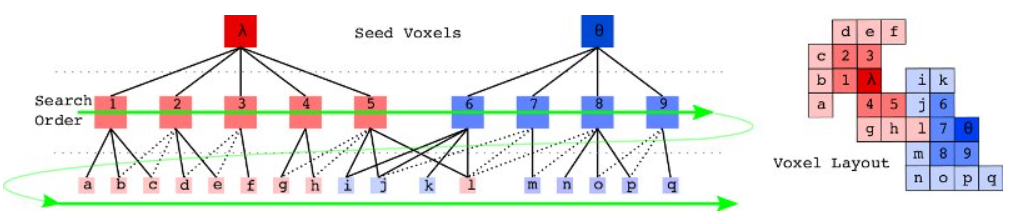 λ Seed Voxels θ
Search Order
1 2 3 4 5 6 7 8 9
a b c d e f g h i j k l m n o p q
d e f
c 2 3
b 1 λ i k
a 4 5 j 6
g h l 7 θ
m 8 9
n o p q
Voxel Layout